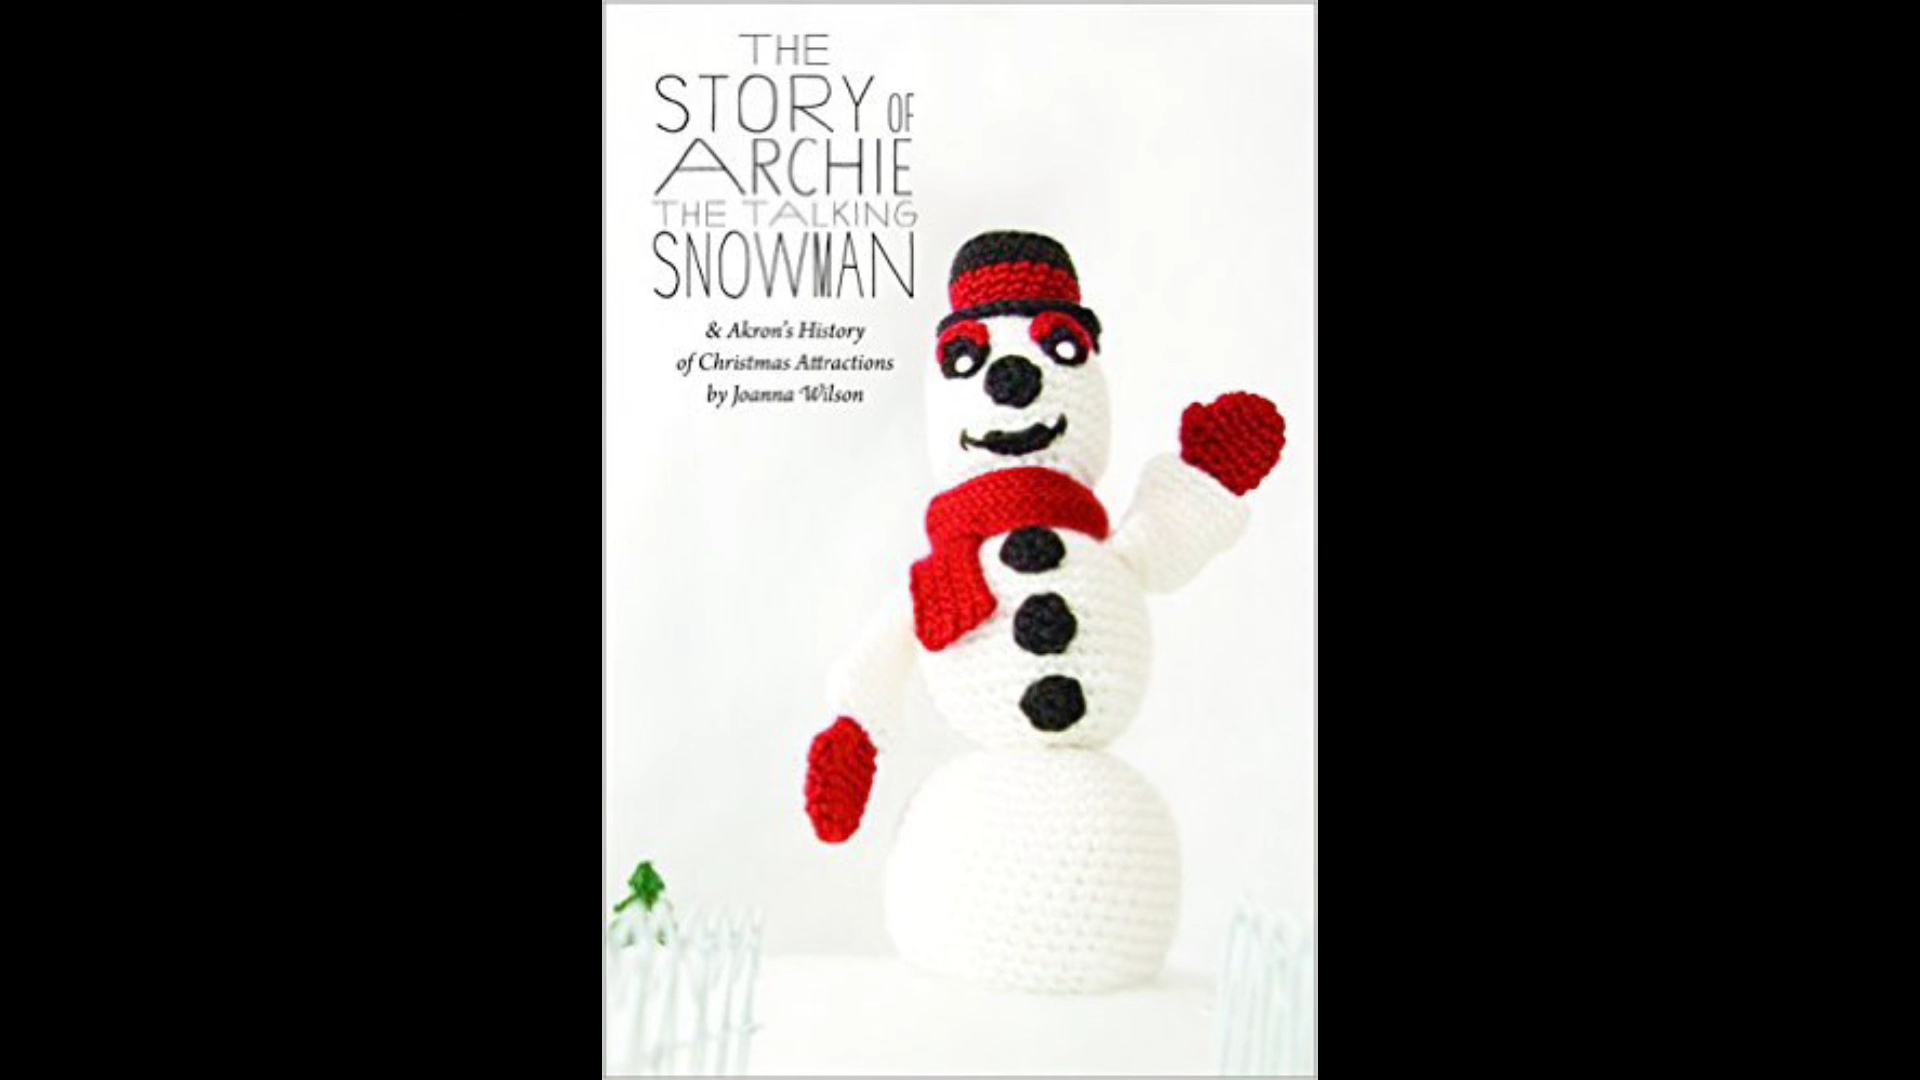 THE
STORY OF
ARCHIE
THE TALKING
SNOWMAN
& Akron's History
of Christmas Attractions
by Joanna Wilson